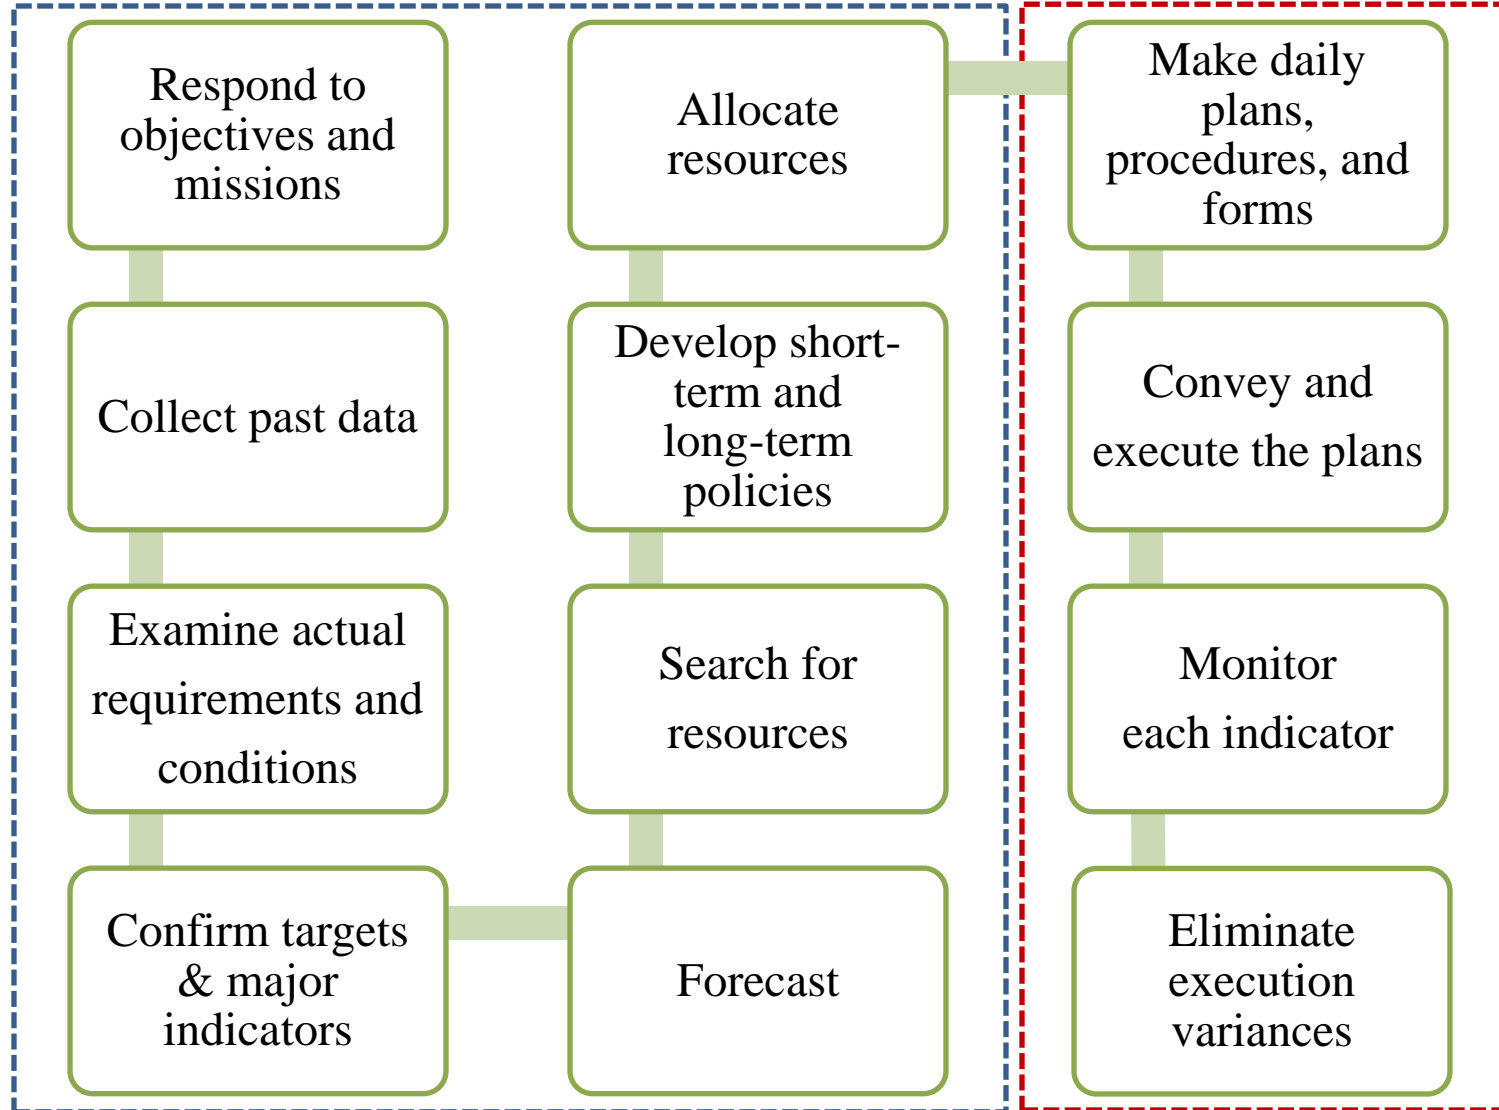 Respond to
objectives and
missions
Collect past data
Examine actual
requirements and
conditions
Confirm targets
& major
indicators
Forecast
Search for
resources
Develop short-
term and
long-term
policies
Allocate
resources
Make daily
plans,
procedures, and
forms
Convey and
execute the plans
Monitor
each indicator
Eliminate
execution
variances